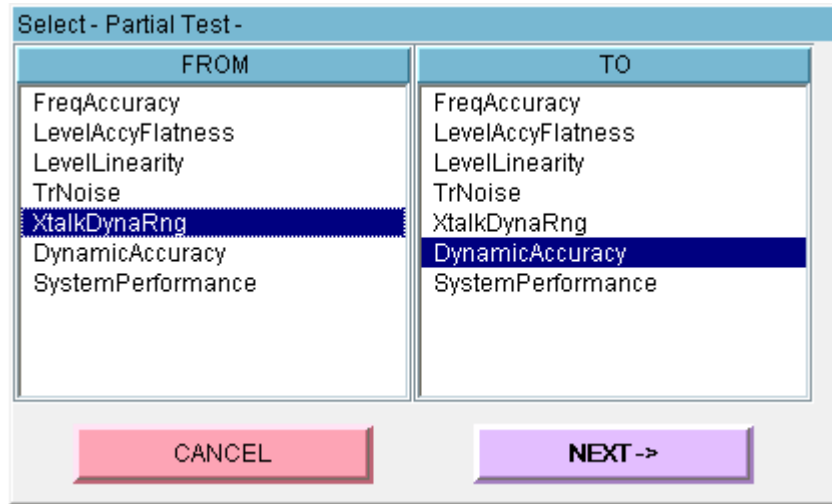 Select - Partial Test -
FROM
FreqAccuracy
LevelAccyFlatness
LevelLinearity
TrNoise
XtalkDynaRng
DynamicAccuracy
SystemPerformance
TO
FreqAccuracy
LevelAccyFlatness
LevelLinearity
TrNoise
XtalkDynaRng
DynamicAccuracy
SystemPerformance
CANCEL
NEXT ->